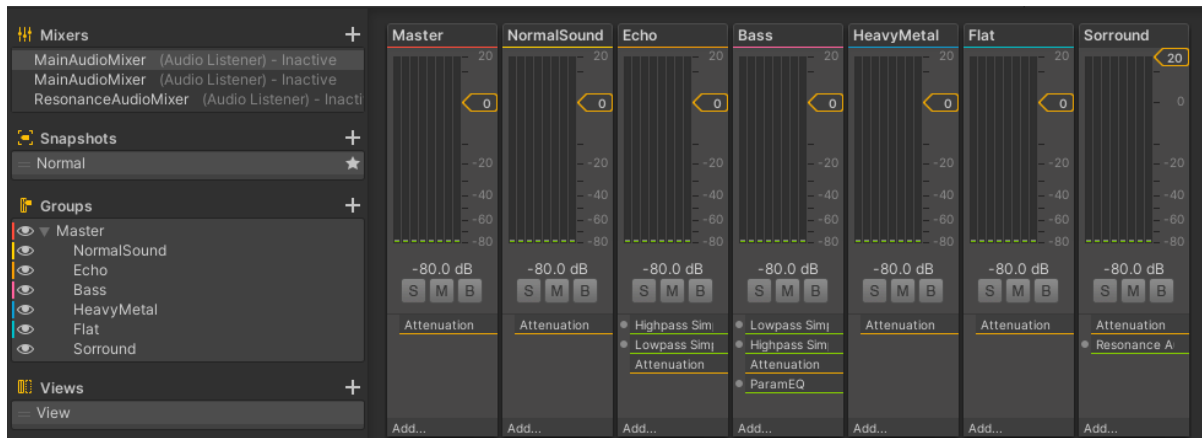 Mixers
MainAudioMixer (Audio Listener) - Inactive
MainAudioMixer (Audio Listener) - Inactive
ResonanceAudioMixer (Audio Listener) - Inacti
Snapshots
Normal
Groups
Master
NormalSound
Echo
Bass
HeavyMetal
Flat
Sorround
Views
View
Master NormalSound Echo Bass HeavyMetal Flat Sorround
20 20 20 20 20 20 20
0 0 0 0 0 0 0
-20 -20 -20 -20 -20 -20 -20
-40 -40 -40 -40 -40 -40 -40
-60 -60 -60 -60 -60 -60 -60
-80 -80 -80 -80 -80 -80 -80
-80.0 dB -80.0 dB -80.0 dB -80.0 dB -80.0 dB -80.0 dB -80.0 dB
S M B S M B S M B S M B S M B S M B S M B
Attenuation Attenuation Highpass Sim Lowpass Simp Attenuation Attenuation Attenuation
Lowpass Simp Highpass Sim Resonance A
Attenuation Attenuation
ParamEQ
Add... Add... Add... Add... Add... Add... Add...